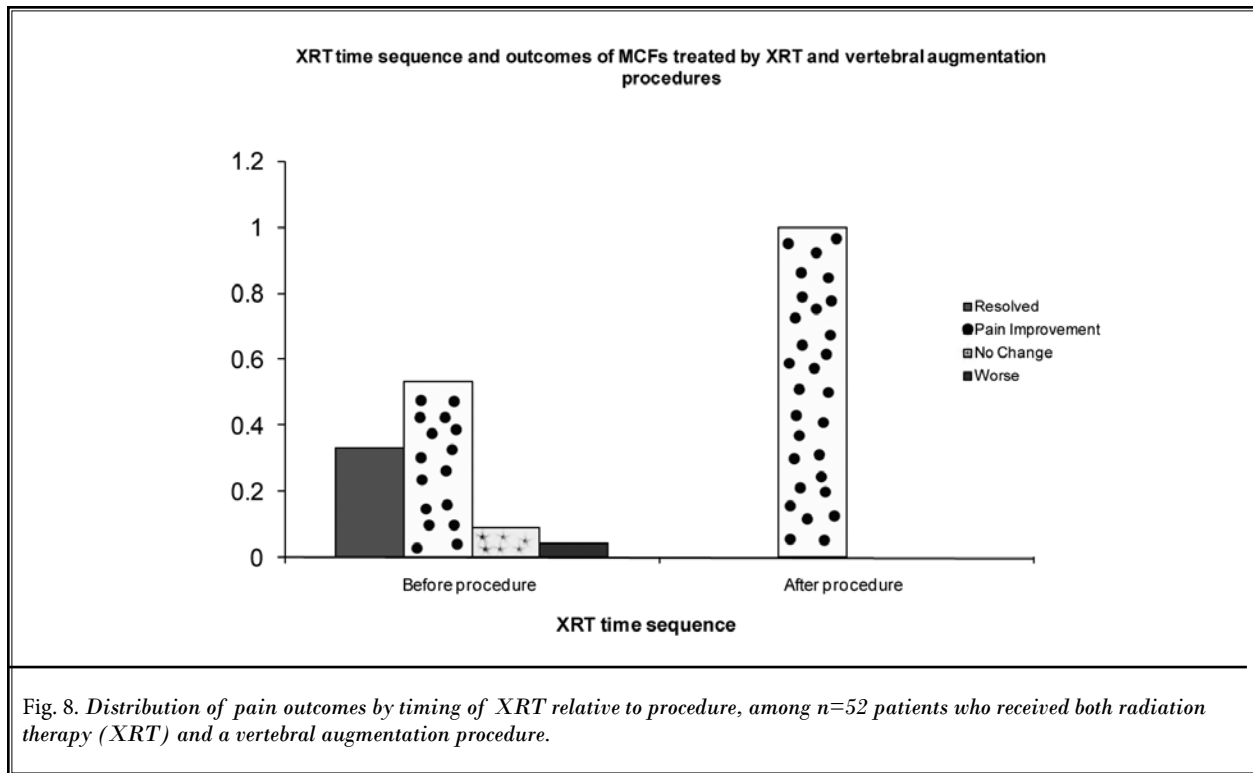 XRT time sequence and outcomes of MCFs treated by XRT and vertebral augmentation
procedures
1.2
1
0.8
0.6
0.4
0.2
0
Resolved
Pain Improvement
No Change
Worse
Before procedure
After procedure
XRT time sequence
Fig. 8. Distribution of pain outcomes by timing of XRT relative to procedure, among n=52 patients who received both radiation
therapy (XRT) and a vertebral augmentation procedure.